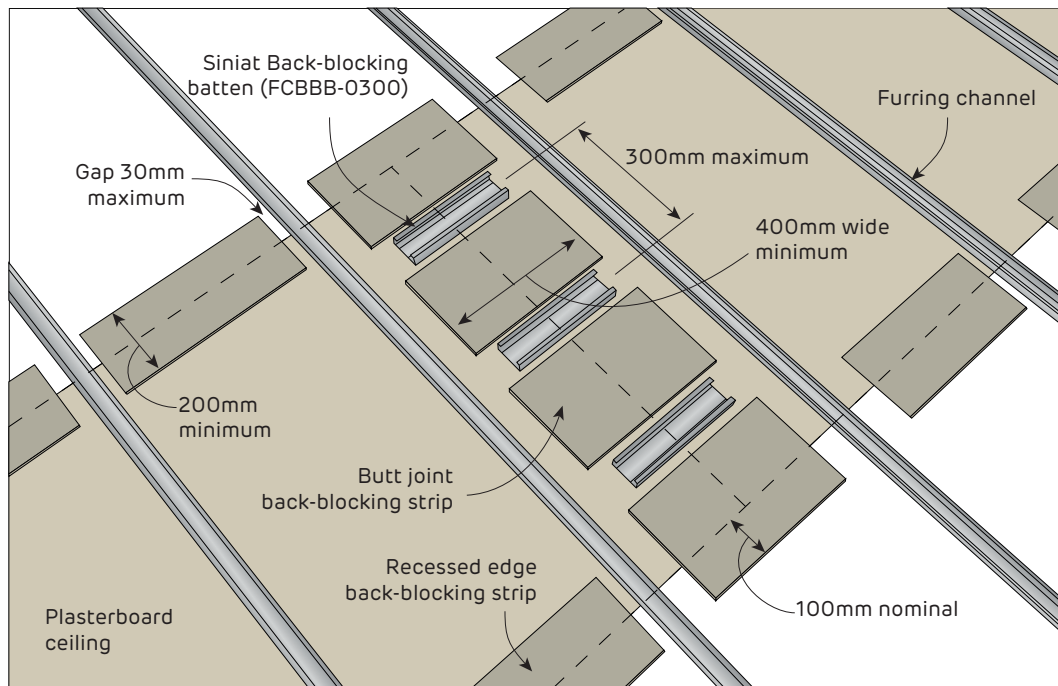 Siniat Back-blocking
batten (FCBBB-0300)
Furring channel
300mm maximum
Gap 30mm
maximum
400mm wide
minimum
200mm
minimum
Butt joint
back-blocking strip
Recessed edge
back-blocking strip
100mm nominal
Plasterboard
ceiling